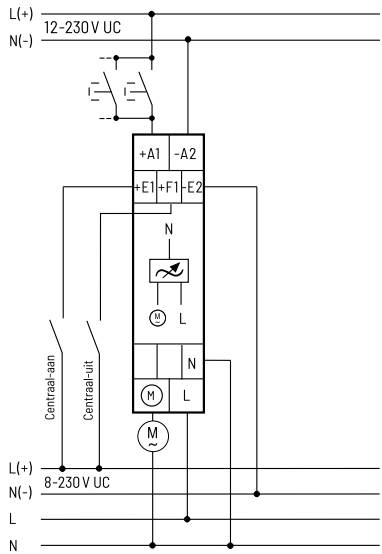 L(+)
12-230 V UC
N(-)
+A1 -A2
+E1 +F1 -E2
N
M
~
L
N
M L
Centraal-aan
Centraal-uit
M
~
L(+)
8-230 V UC
N(-)
L
N